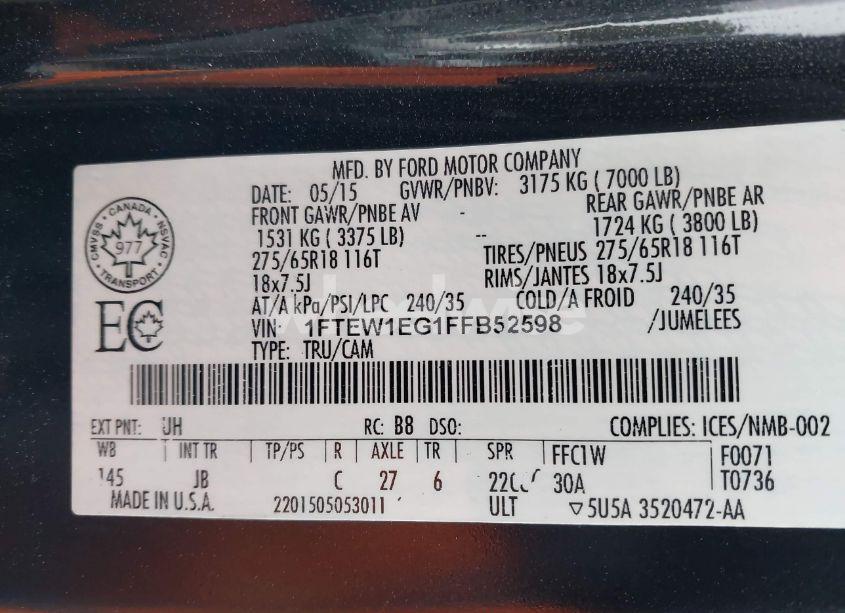 MFD. BY FORD MOTOR COMPANY
DATE: 05/15 GVWR/PNBV: 3175 KG ( 7000 LB)
FRONT GAWR/PNBE AV - REAR GAWR/PNBE AR
1531 KG ( 3375 LB) -- 1724 KG ( 3800 LB)
275/65R18 116T TIRES/PNEUS 275/65R18 116T
18x7.5J RIMS/JANTES 18x7.5J
AT/A kPa/PSI/LPC 240/35 COLD/A FROID 240/35
VIN: 1FTEW1EG1FFB52598 /JUMELEES
TYPE: TRU/CAM
CANADA
CMVSS NSVAC
977
TRANSPORT
EC
EXT PNT: UH RC: B8 DSO: COMPLIES: ICES/NMB-002
WB INT TR TP/PS R AXLE TR SPR FFC1W F0071
145 JB C 27 6 30A T0736
MADE IN U.S.A. 2201505053011 ULT ▽5U5A 3520472-AA